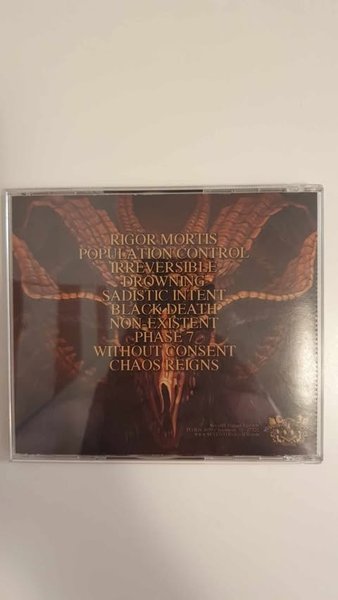 RIGOR MORTIS
POPULATION CONTROL
IRREVERSIBLE
DROWNING
SADISTIC INTENT
BLACK DEATH
NON-EXISTENT
PHASE 7
WITHOUT CONSENT
CHAOS REIGNS